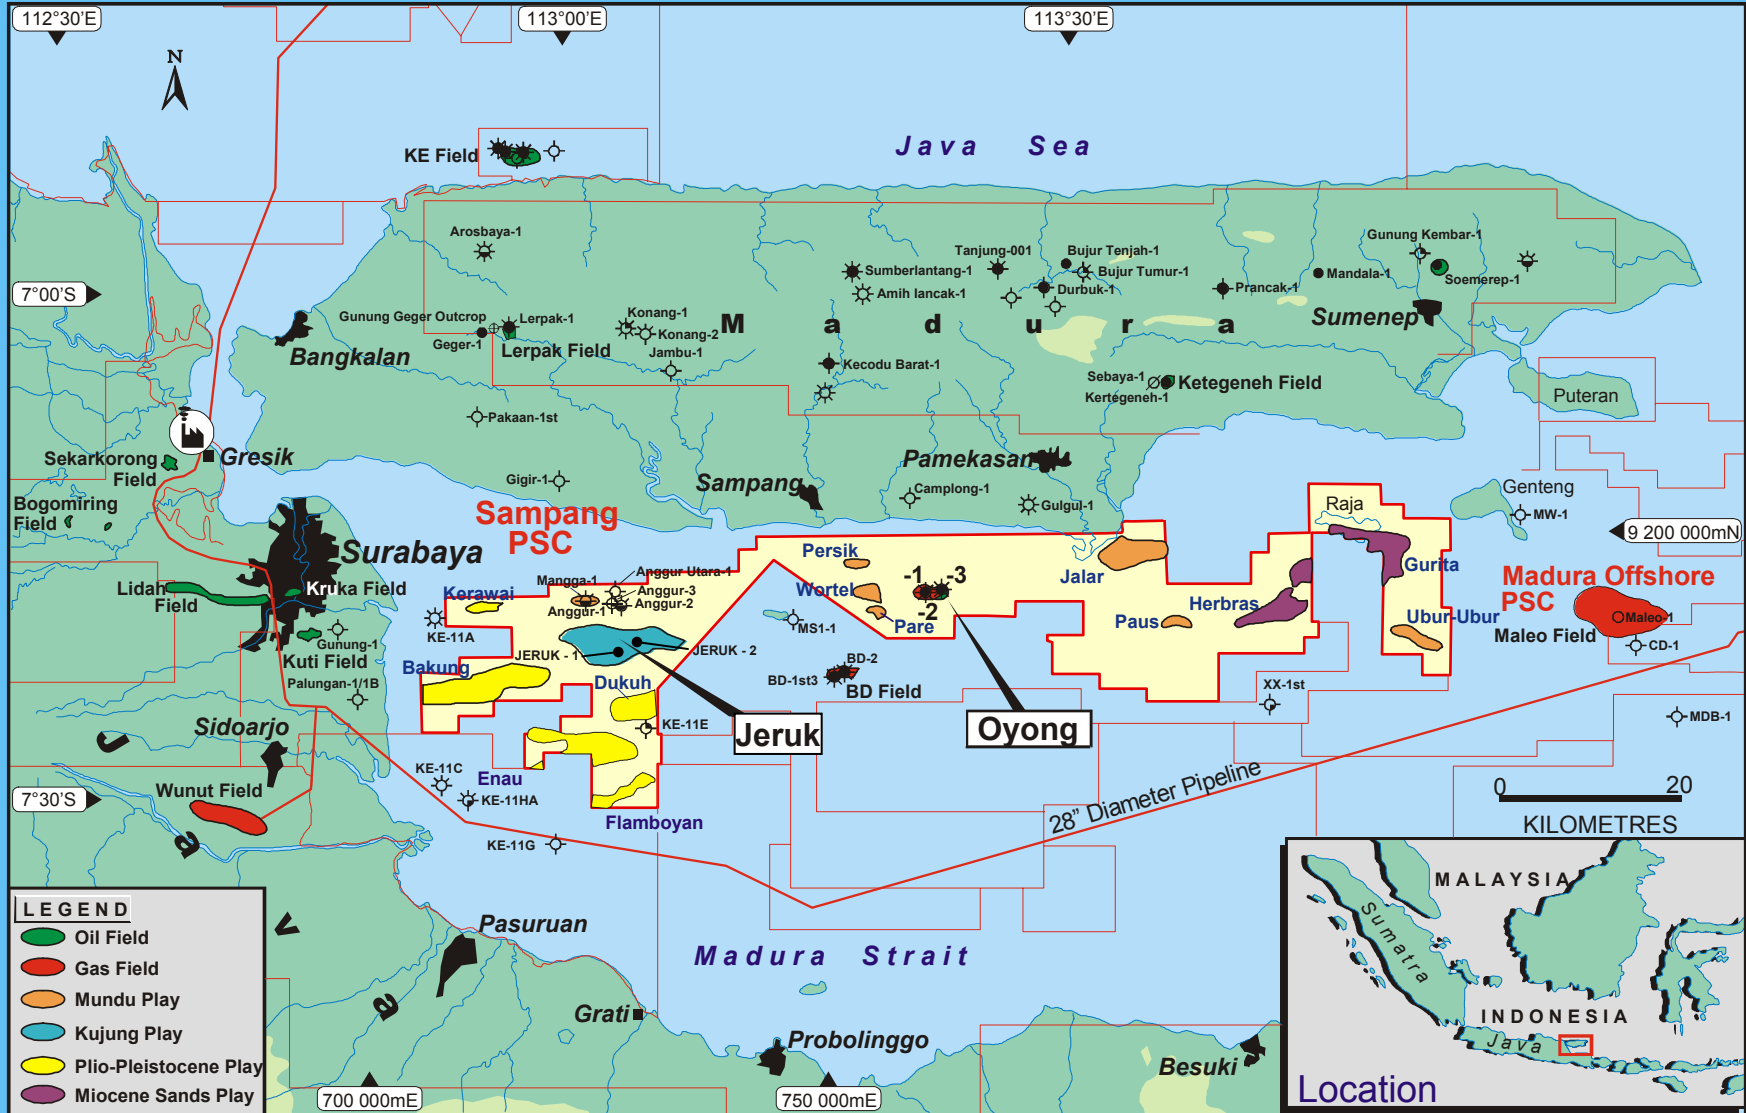 112°30'E
113°00'E
113°30'E
N
KE Field
Java Sea
Arosbaya-1
Tanjung-001
Bujur Tenjah-1
Gunung Kembar-1
Sumberlantang-1
Bujur Tumur-1
Mandala-1
Soemerep-1
7°00'S
Amih Iancak-1
Durbuk-1
Prancak-1
Gunung Geger Outcrop
Lerpak-1
Konang-1
Madura
Sumenep
Geger-1
Konang-2
Bangkalan
Lerpak Field
Jambu-1
Kecodu Barat-1
Sebaya-1
Ketegeneh Field
Kertegeneh-1
Puteran
Pakaan-1st
Sekarkorong
Field
Gresik
Pamekasan
Gigir-1
Sampang
Camplong-1
Genteng
Bogomiring
Field
Sampang
PSC
Gulgul-1
Raja
MW-1
9 200 000mN
Surabaya
Persik
Jalar
Gurita
Madura Offshore
PSC
Lidan
Field
Kruka Field
Kerawai
Mangga-1
Anggur Utara-1
Anggur-3
Anggur-1
Anggur-2
Wortel
-1
-3
-2
Pare
Paus
Herbras
Ubur-Ubur
Maleo-1
Maleo Field
KE-11A
MS1-1
CD-1
Gunung-1
Kuti Field
JERUK - 1
JERUK - 2
Bakung
Palungan-1/1B
Dukuh
BD-2
BD-1st3
BD Field
XX-1st
Sidoarjo
KE-11E
Jeruk
Oyong
MDB-1
KE-11C
Enau
KE-11HA
7°30'S
Wunut Field
Flamboyan
28” Diameter Pipeline
0
20
KILOMETRES
KE-11G
Java
Pasuruan
Madura Strait
Grati
Probolinggo
Besuki
700 000mE
750 000mE
LEGEND
Oil Field
Gas Field
Mundu Play
Kujung Play
Plio-Pleistocene Play
Miocene Sands Play
MALAYSIA
Sumatra
INDONESIA
Java
Location